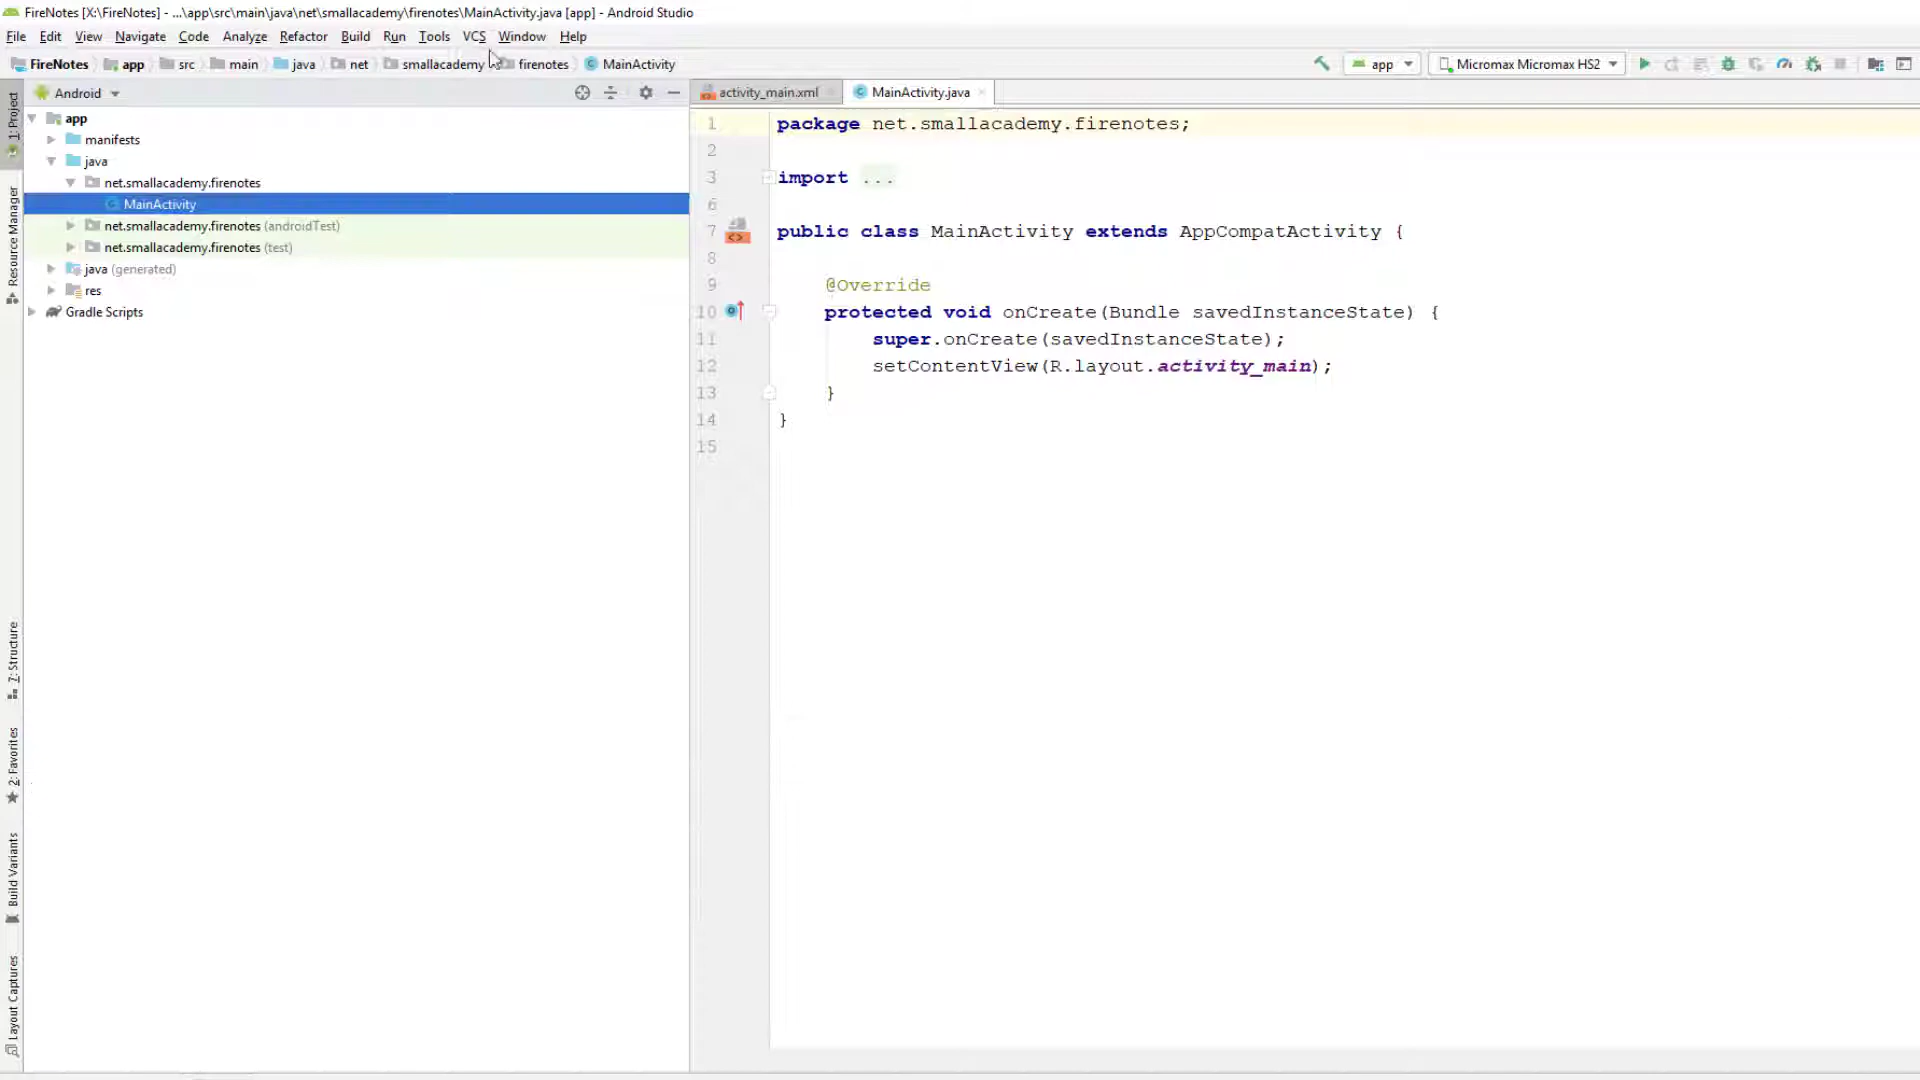 FireNotes [X:\FireNotes] - ...\app\src\main\java\net\smallacademy\firenotes\MainActivity.java [app] - Android Studio
File Edit View Navigate Code Analyze Refactor Build Run Tools VCS Window Help
FireNotes app src main java net smallacademy firenotes MainActivity app Micromax Micromax HS2
Android
activity_main.xml MainActivity.java
1: Project
Resource Manager
7: Structure
2: Favorites
Build Variants
Layout Captures
app
manifests
java
net.smallacademy.firenotes
MainActivity
net.smallacademy.firenotes (androidTest)
net.smallacademy.firenotes (test)
java (generated)
res
Gradle Scripts
1 package net.smallacademy.firenotes;
2
3 import ...
6
7 public class MainActivity extends AppCompatActivity {
8
9 @Override
10 protected void onCreate(Bundle savedInstanceState) {
11 super.onCreate(savedInstanceState);
12 setContentView(R.layout.activity_main);
13 }
14 }
15